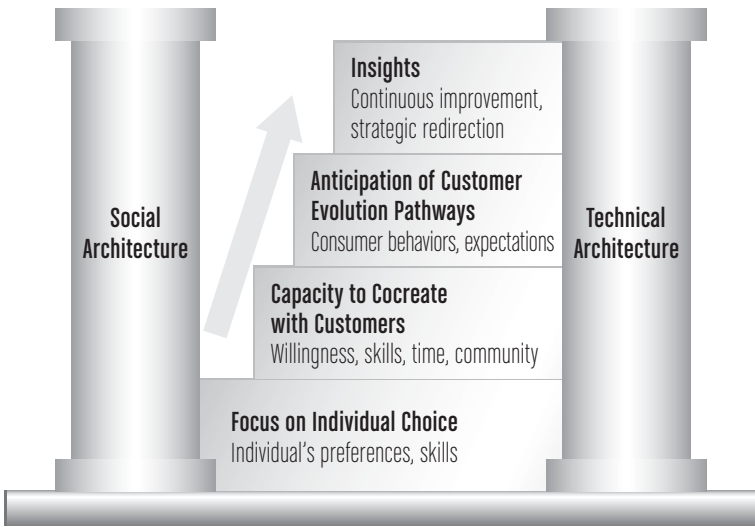 Insights
Continuous improvement,
strategic redirection
Anticipation of Customer
Evolution Pathways
Consumer behaviors, expectations
Social
Architecture
Technical
Architecture
Capacity to Cocreate
with Customers
Willingness, skills, time, community
Focus on Individual Choice
Individual's preferences, skills